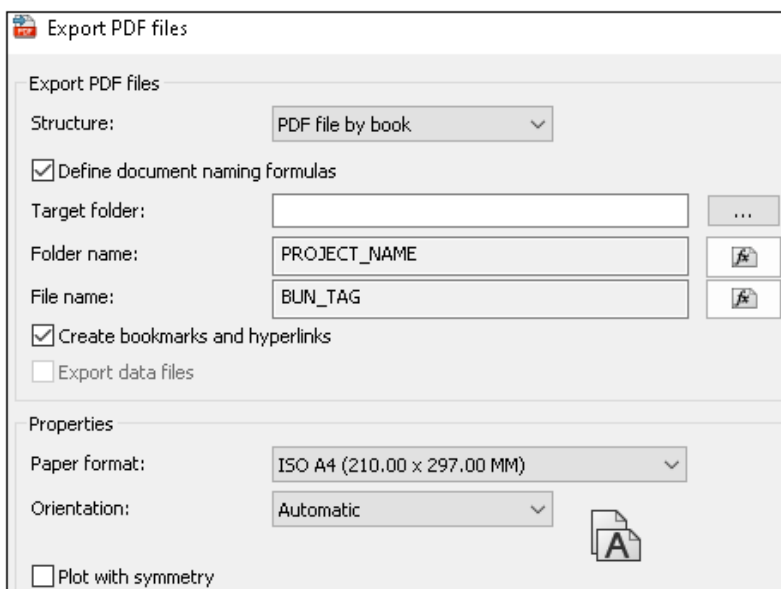 Export PDF files
Export PDF files
Structure: PDF file by book
Define document naming formulas
Target folder: ...
Folder name: PROJECT_NAME
File name: BUN_TAG
Create bookmarks and hyperlinks
Export data files
Properties
Paper format: ISO A4 (210.00 x 297.00 MM)
Orientation: Automatic
A
Plot with symmetry